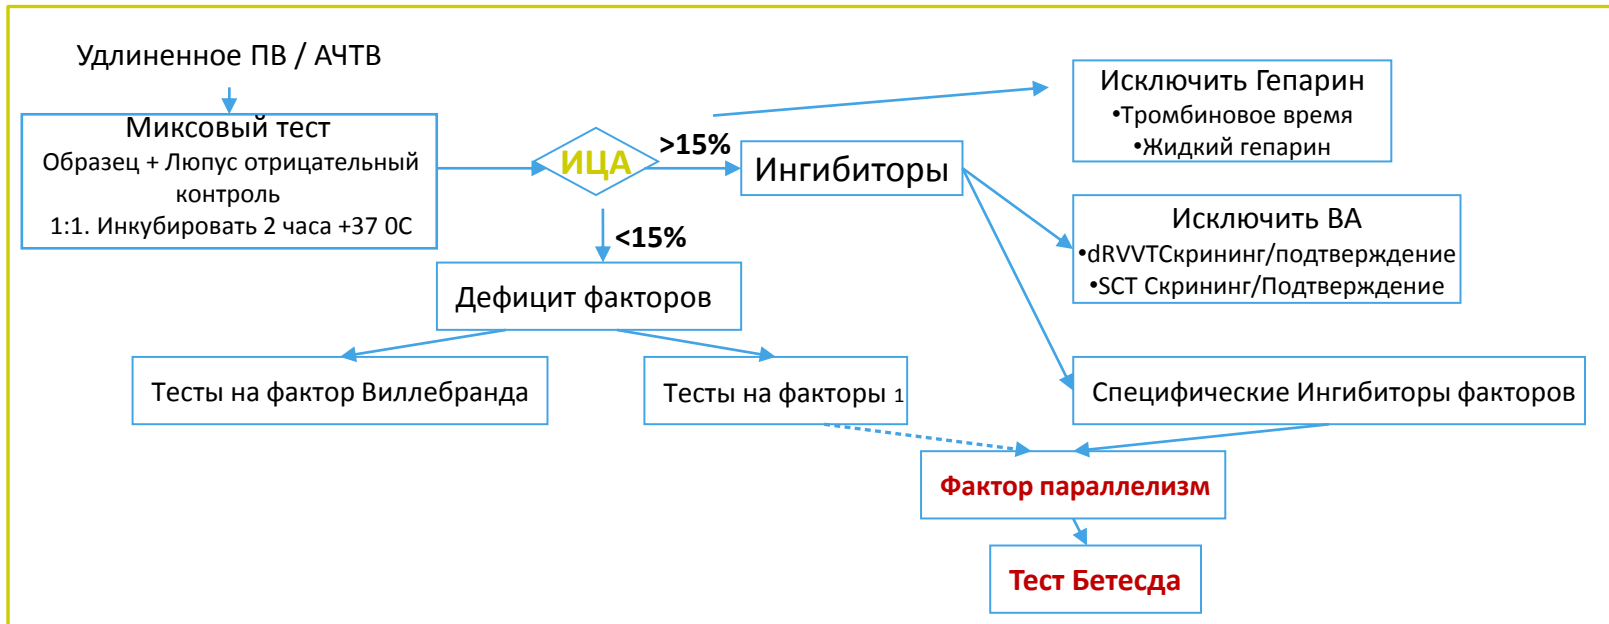 Удлиненное ПВ / АЧТВ
Миксовый тест
Образец + Люпус отрицательный
контроль
1:1. Инкубировать 2 часа +37 0С
ИЦА
>15%
<15%
Ингибиторы
Исключить Гепарин
•Тромбиновое время
•Жидкий гепарин
Исключить ВА
•dRVVTСкрининг/подтверждение
•SCT Скрининг/Подтверждение
Дефицит факторов
Тесты на фактор Виллебранда
Тесты на факторы 1
Специфические Ингибиторы факторов
Фактор параллелизм
Тест Бетесда